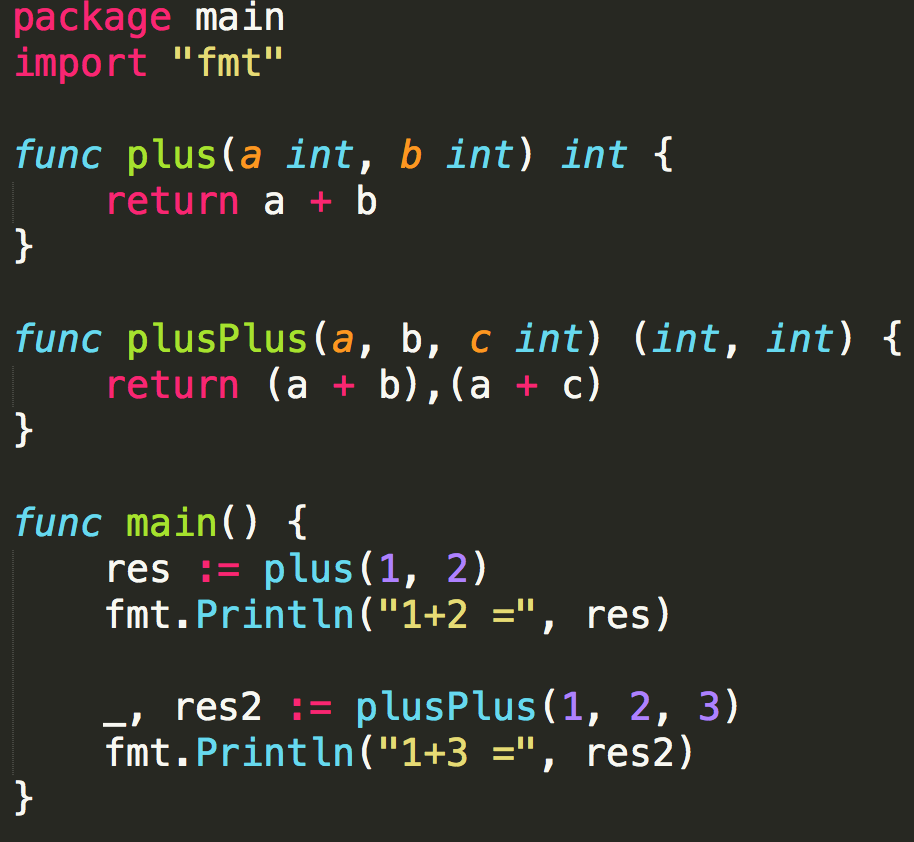 package main
import "fmt"

func plus(a int, b int) int {
    return a + b
}

func plusPlus(a, b, c int) (int, int) {
    return (a + b),(a + c)
}

func main() {
    res := plus(1, 2)
    fmt.Println("1+2 =", res)

    _, res2 := plusPlus(1, 2, 3)
    fmt.Println("1+3 =", res2)
}